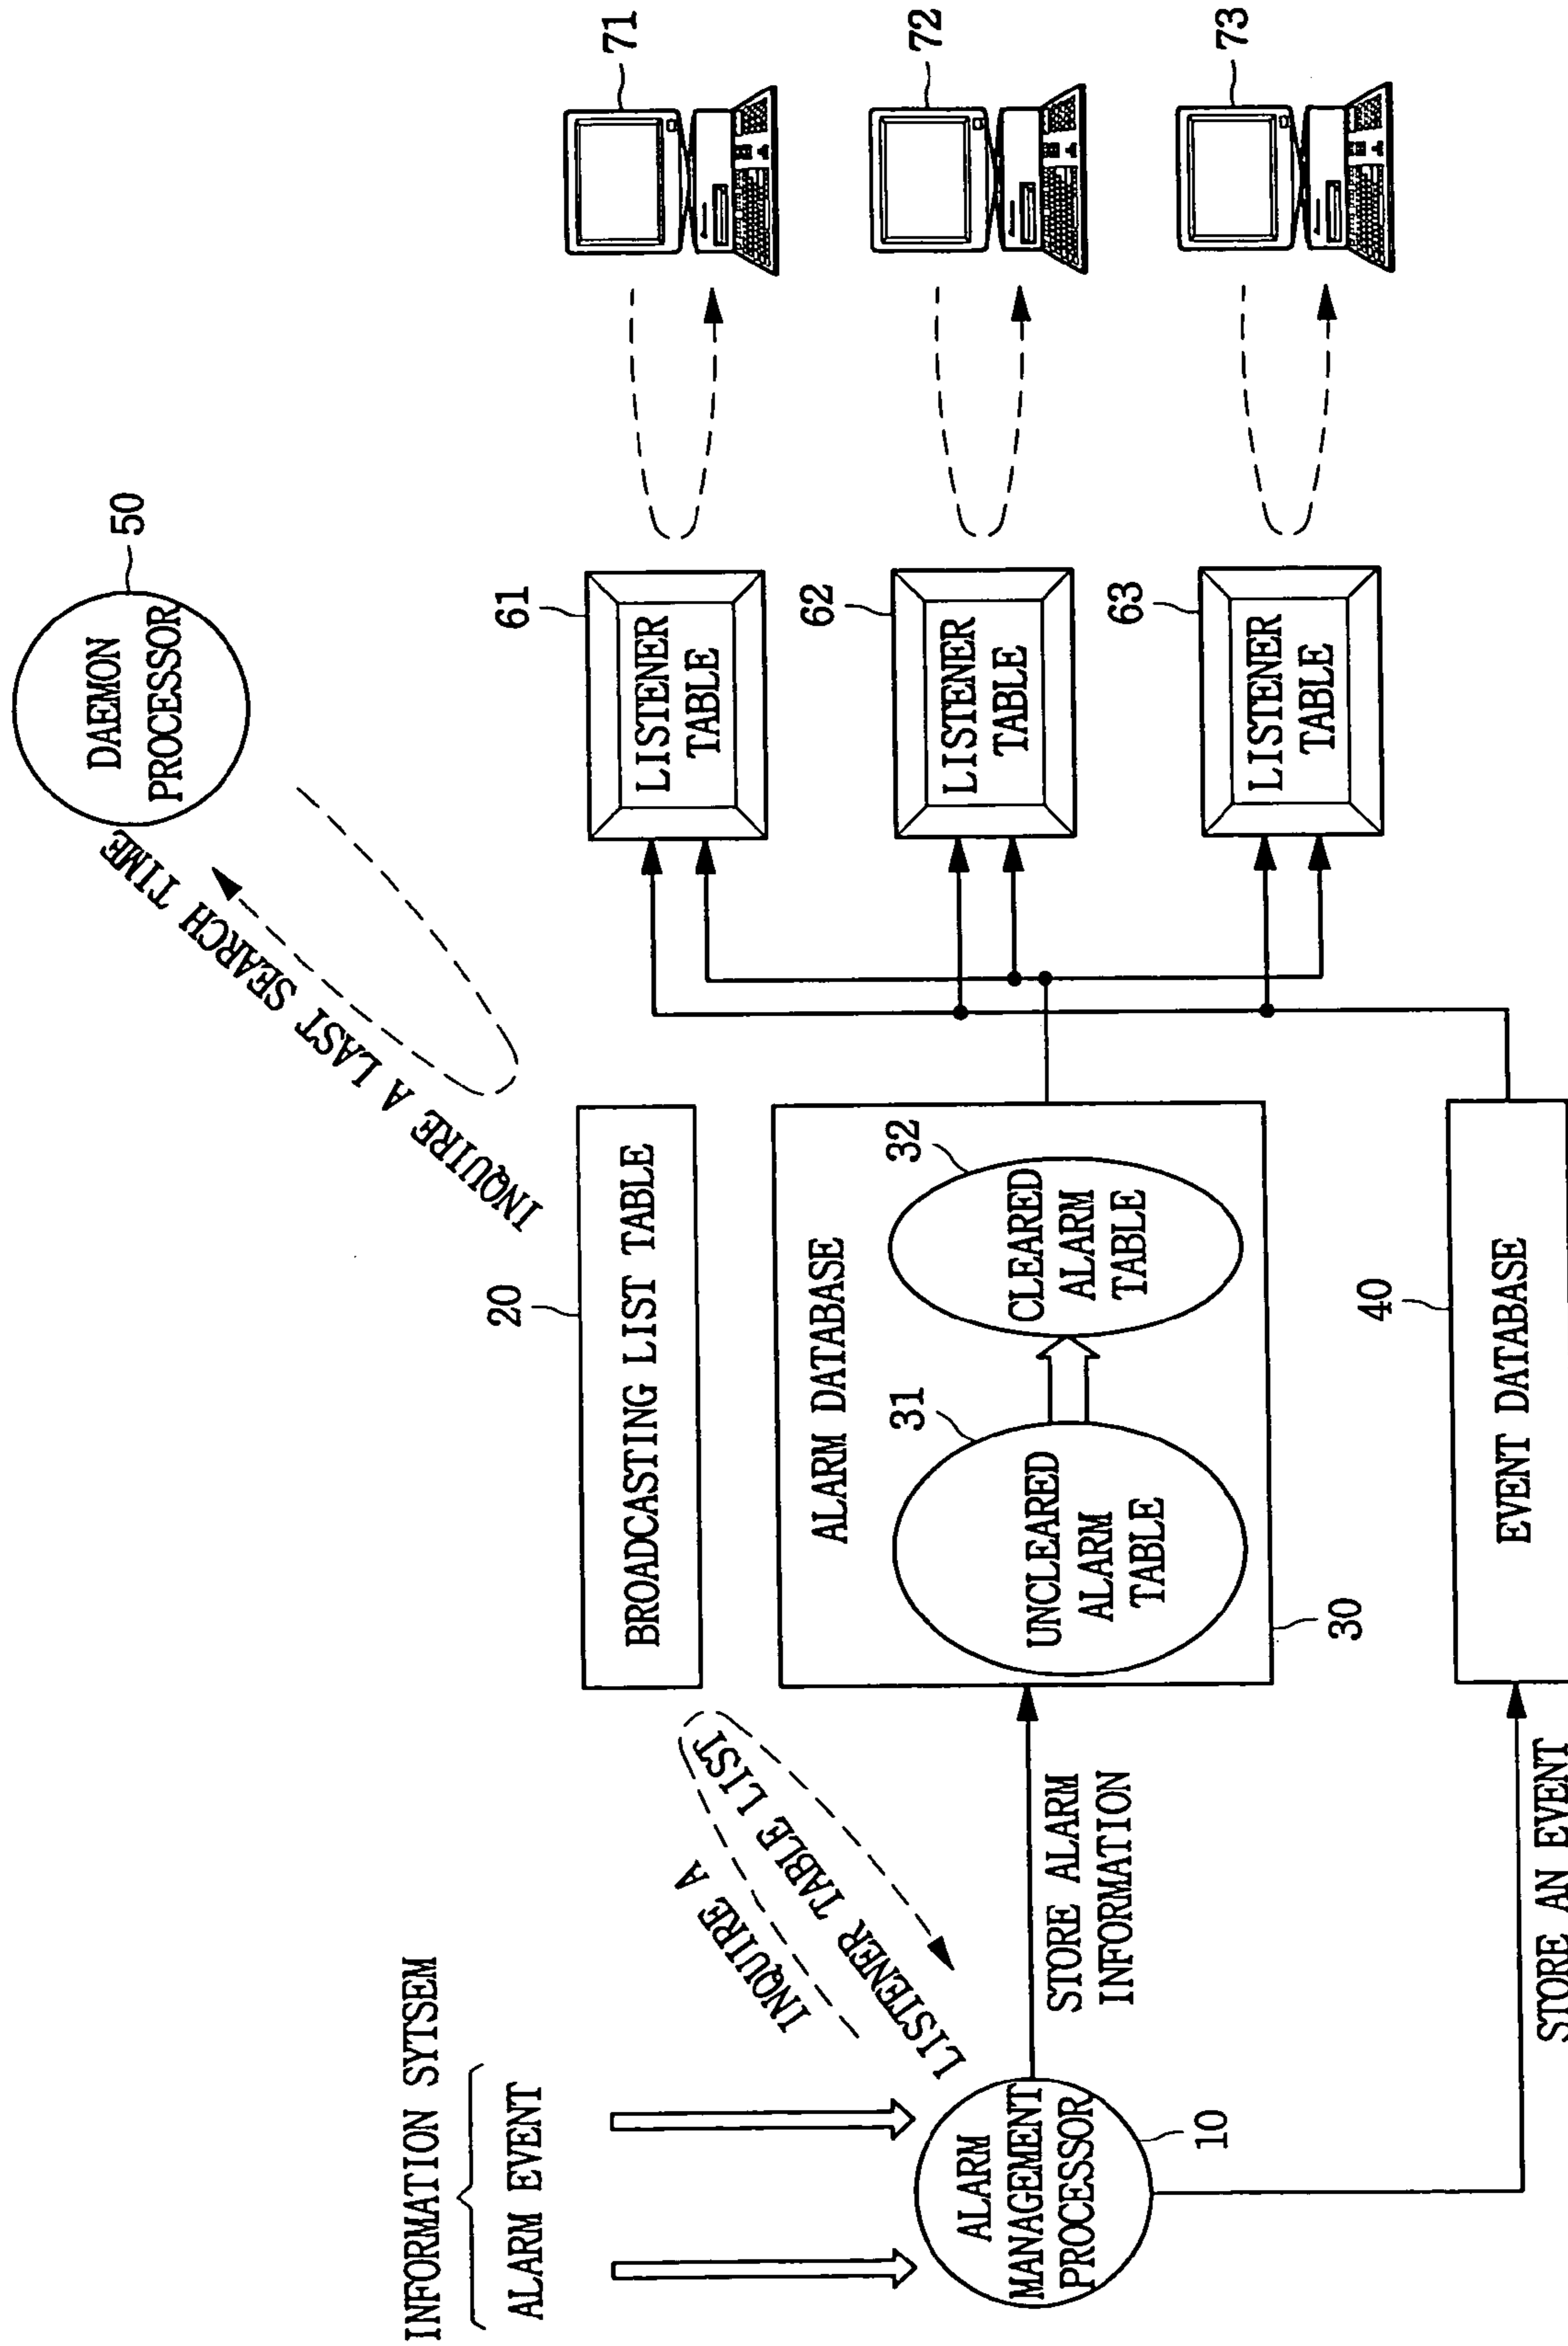 INFORMATION SYTSEM
ALARM EVENT
ALARM
MANAGEMENT
PROCESSOR
10
INQUIRE A
LISTENER TABLE LIST
STORE ALARM
INFORMATION
STORE AN EVENT
20
BROADCASTING LIST TABLE
ALARM DATABASE
30
31
UNCLEARED
ALARM
TABLE
32
CLEARED
ALARM
TABLE
40
EVENT DATABASE
INQUIRE A LAST SEARCH TIME
DAEMON
PROCESSOR
50
61
LISTENER
TABLE
62
LISTENER
TABLE
63
LISTENER
TABLE
71
72
73